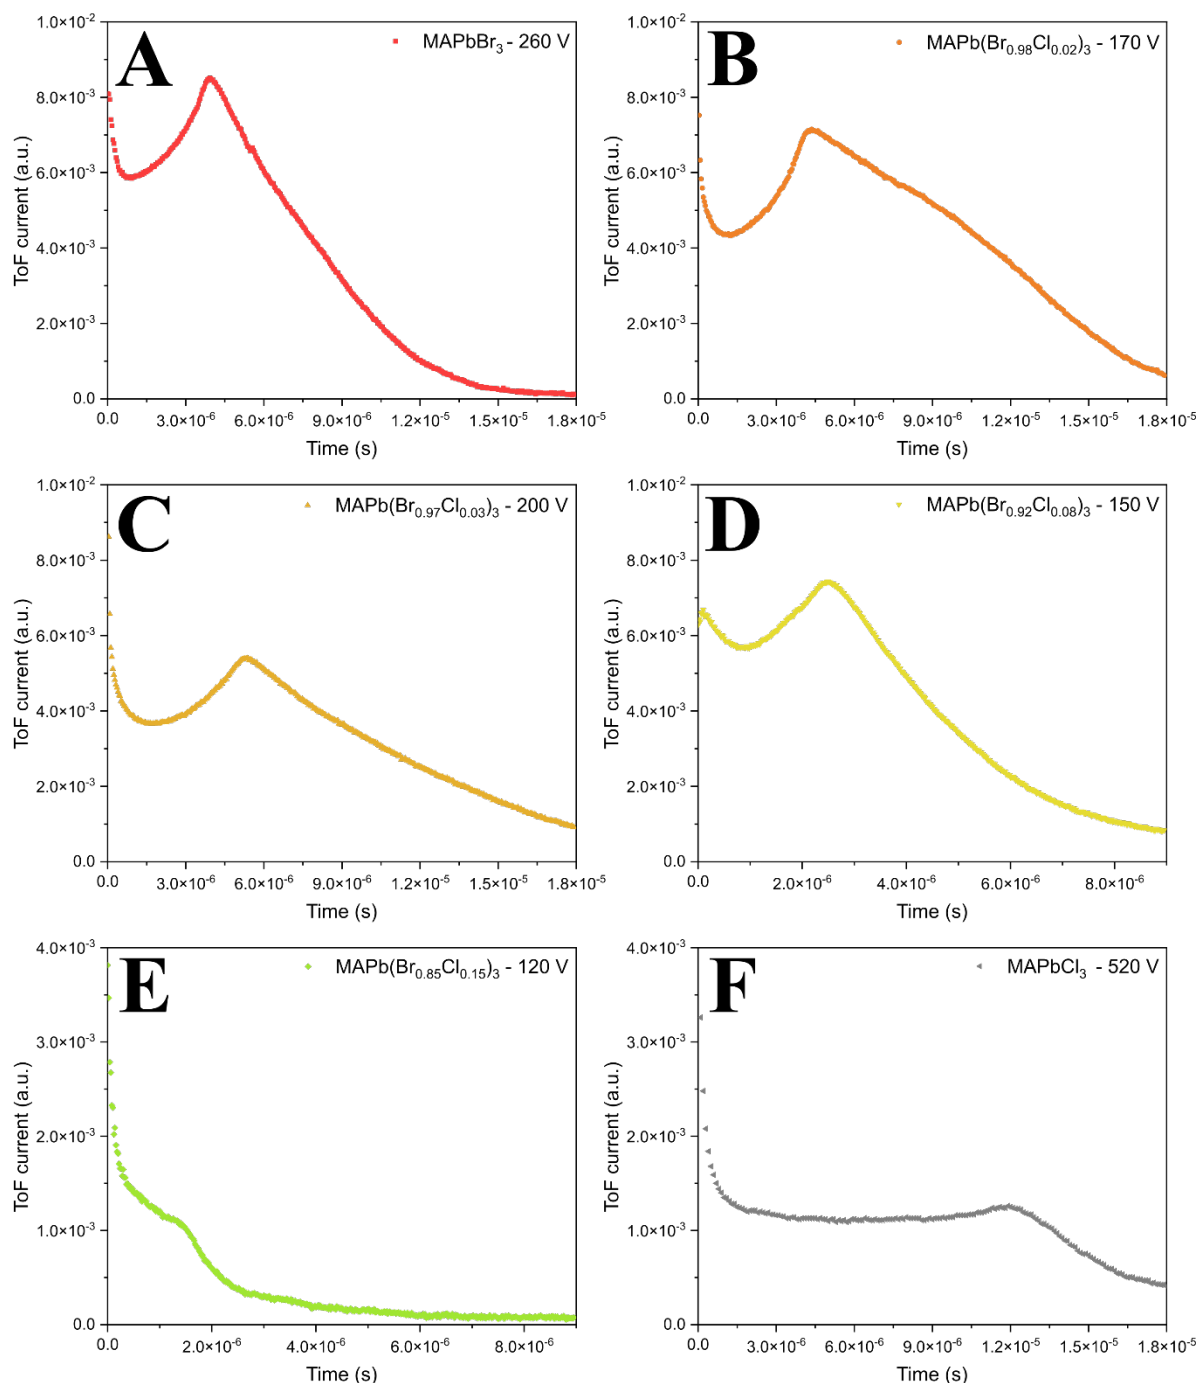 A
MAPbBr₃ - 260 V
ToF current (a.u.)
1.0×10⁻²
8.0×10⁻³
6.0×10⁻³
4.0×10⁻³
2.0×10⁻³
0.0
0.0 3.0×10⁻⁶ 6.0×10⁻⁶ 9.0×10⁻⁶ 1.2×10⁻⁵ 1.5×10⁻⁵ 1.8×10⁻⁵
Time (s)
B
MAPb(Br₀.₉₈Cl₀.₀₂)₃ - 170 V
ToF current (a.u.)
1.0×10⁻²
8.0×10⁻³
6.0×10⁻³
4.0×10⁻³
2.0×10⁻³
0.0
0.0 3.0×10⁻⁶ 6.0×10⁻⁶ 9.0×10⁻⁶ 1.2×10⁻⁵ 1.5×10⁻⁵ 1.8×10⁻⁵
Time (s)
C
MAPb(Br₀.₉₇Cl₀.₀₃)₃ - 200 V
ToF current (a.u.)
1.0×10⁻²
8.0×10⁻³
6.0×10⁻³
4.0×10⁻³
2.0×10⁻³
0.0
0.0 3.0×10⁻⁶ 6.0×10⁻⁶ 9.0×10⁻⁶ 1.2×10⁻⁵ 1.5×10⁻⁵ 1.8×10⁻⁵
Time (s)
D
MAPb(Br₀.₉₂Cl₀.₀₈)₃ - 150 V
ToF current (a.u.)
1.0×10⁻²
8.0×10⁻³
6.0×10⁻³
4.0×10⁻³
2.0×10⁻³
0.0
0.0 2.0×10⁻⁶ 4.0×10⁻⁶ 6.0×10⁻⁶ 8.0×10⁻⁶
Time (s)
E
MAPb(Br₀.₈₅Cl₀.₁₅)₃ - 120 V
ToF current (a.u.)
4.0×10⁻³
3.0×10⁻³
2.0×10⁻³
1.0×10⁻³
0.0
0.0 2.0×10⁻⁶ 4.0×10⁻⁶ 6.0×10⁻⁶ 8.0×10⁻⁶
Time (s)
F
MAPbCl₃ - 520 V
ToF current (a.u.)
4.0×10⁻³
3.0×10⁻³
2.0×10⁻³
1.0×10⁻³
0.0
0.0 3.0×10⁻⁶ 6.0×10⁻⁶ 9.0×10⁻⁶ 1.2×10⁻⁵ 1.5×10⁻⁵ 1.8×10⁻⁵
Time (s)